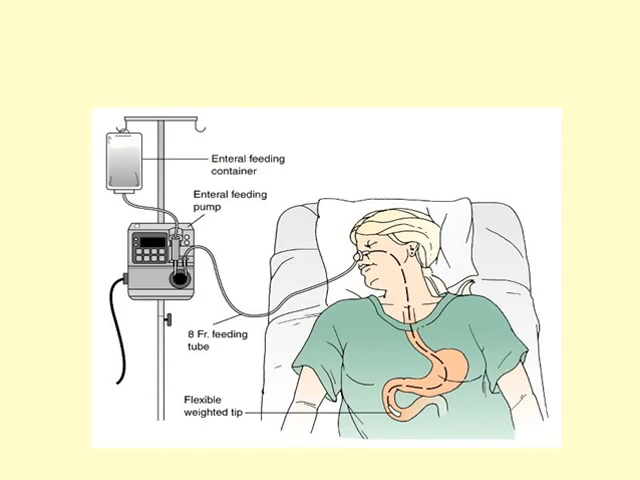 Enteral feeding
container
Enteral feeding
pump
8 Fr. feeding
tube
Flexible
weighted tip